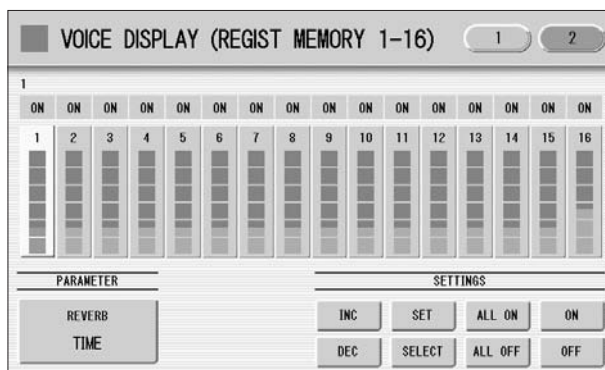 VOICE DISPLAY (REGIST MEMORY 1-16) 1 2
1
ON ON ON ON ON ON ON ON ON ON ON ON ON ON ON ON
1 2 3 4 5 6 7 8 9 10 11 12 13 14 15 16
PARAMETER SETTINGS
REVERB INC SET ALL ON ON
TIME DEC SELECT ALL OFF OFF